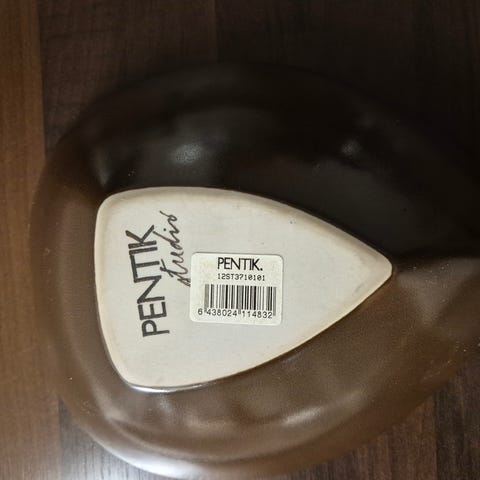 PENTIK
studio
PENTIK.
12ST3710101
6 438024 114832